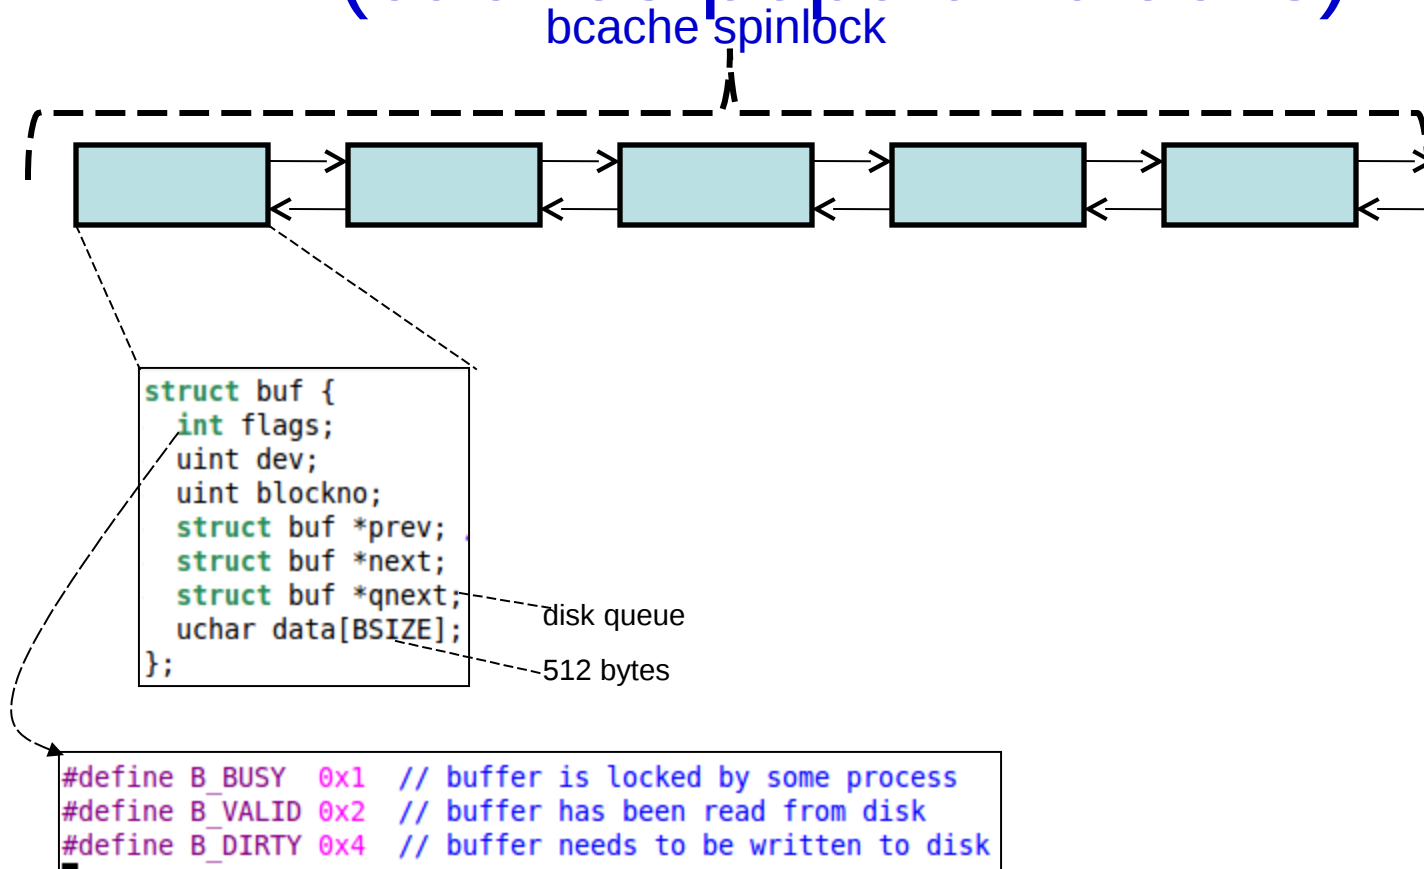 bcache spinlock
struct buf {
int flags;
uint dev;
uint blockno;
struct buf *prev;
struct buf *next;
struct buf *qnext;
disk queue
uchar data[BSIZE];
512 bytes
};
#define B_BUSY 0x1 // buffer is locked by some process
#define B_VALID 0x2 // buffer has been read from disk
#define B_DIRTY 0x4 // buffer needs to be written to disk